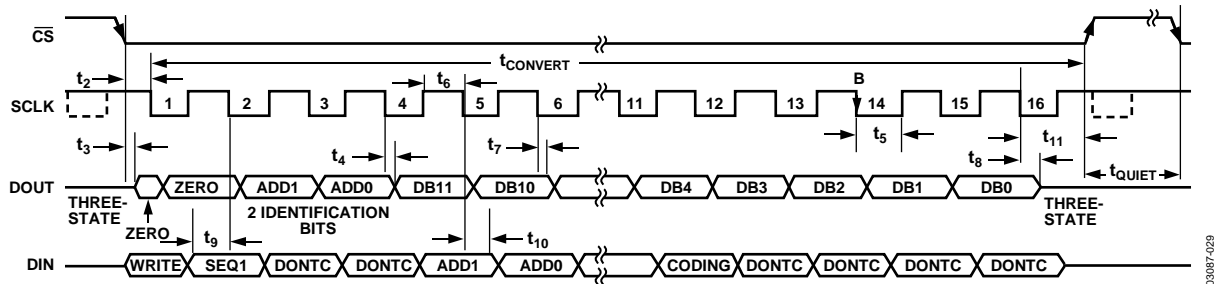 CS
tCONVERT
t2
t6
B
SCLK
1 2 3 4 5 6 11 12 13 14 15 16
t3
t4
t7
t5
t8
t11
DOUT
ZERO ADD1 ADD0 DB11 DB10 DB4 DB3 DB2 DB1 DB0
tQUIET
THREE-
STATE
ZERO
2 IDENTIFICATION
BITS
THREE-
STATE
t9
t10
DIN
WRITE SEQ1 DONTC DONTC ADD1 ADD0 CODING DONTC DONTC DONTC DONTC
03087-029